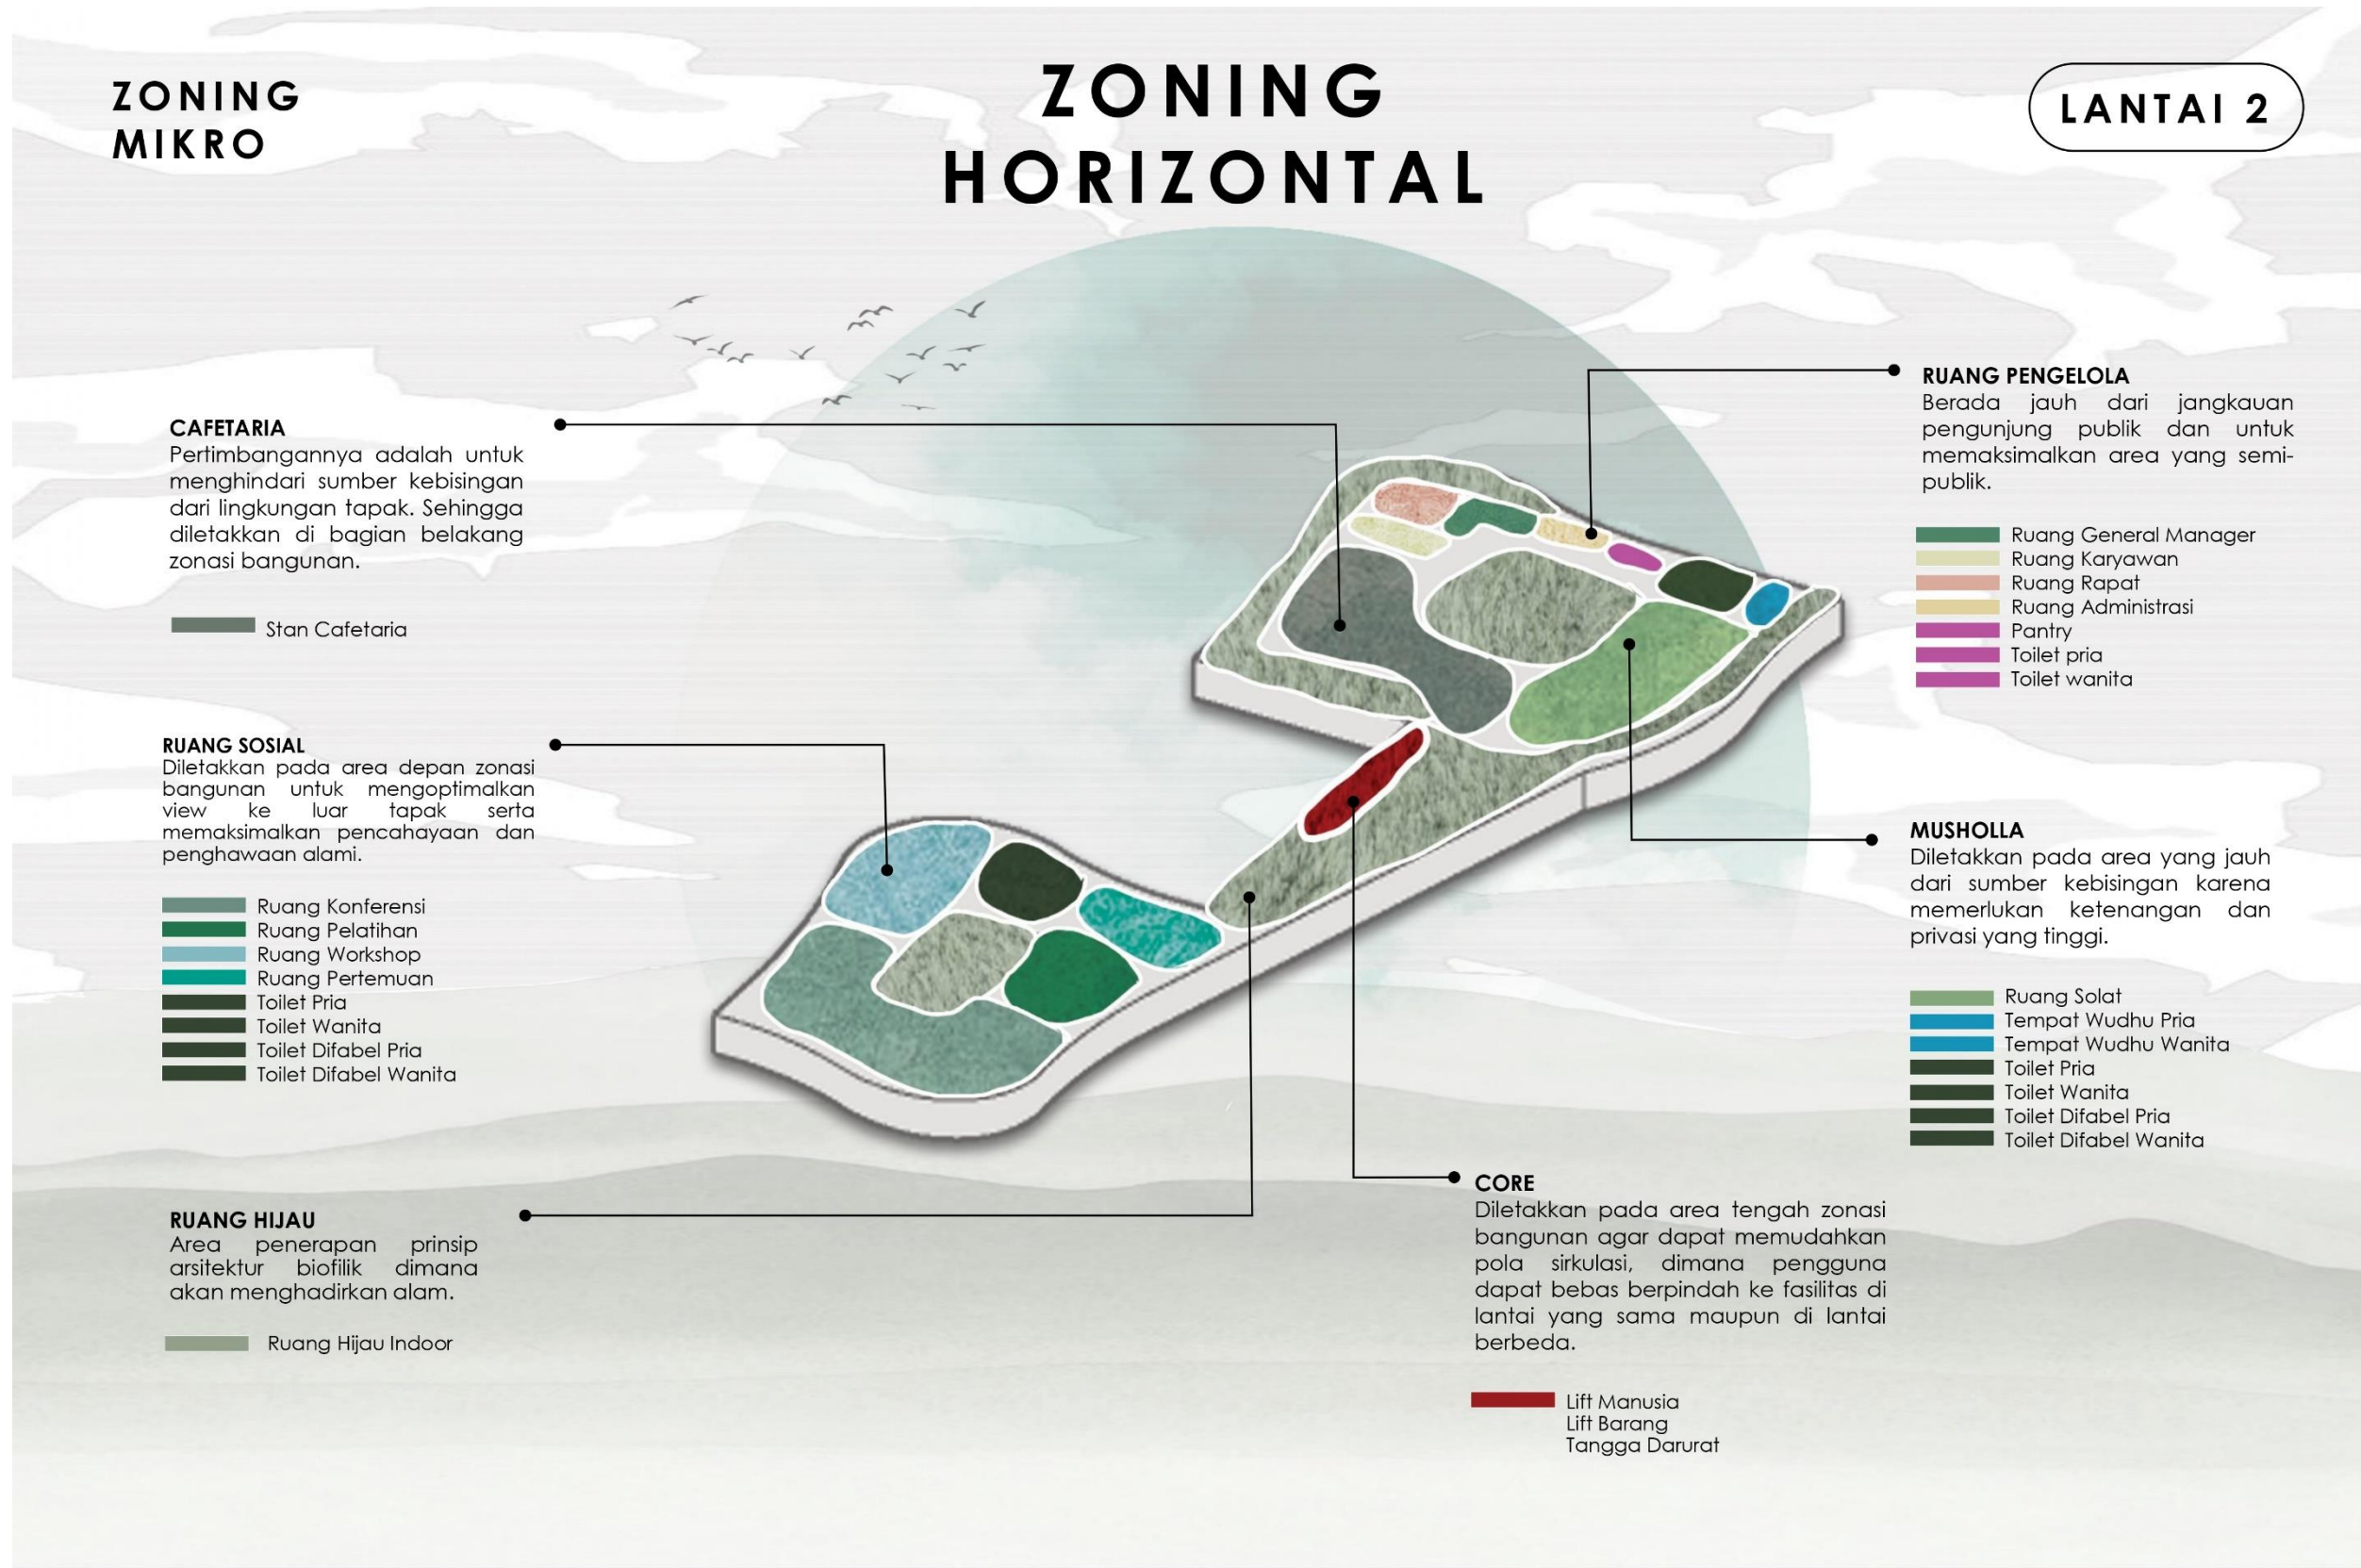 ZONING
MIKRO
ZONING
HORIZONTAL
LANTAI 2
CAFETARIA
Pertimbangannya adalah untuk
menghindari sumber kebisingan
dari lingkungan tapak. Sehingga
diletakkan di bagian belakang
zonasi bangunan.
Stan Cafetaria
RUANG SOSIAL
Diletakkan pada area depan zonasi
bangunan untuk mengoptimalkan
view ke luar tapak serta
memaksimalkan pencahayaan dan
penghawaan alami.
Ruang Konferensi
Ruang Pelatihan
Ruang Workshop
Ruang Pertemuan
Toilet Pria
Toilet Wanita
Toilet Difabel Pria
Toilet Difabel Wanita
RUANG HIJAU
Area penerapan prinsip
arsitektur biofilik dimana
akan menghadirkan alam.
Ruang Hijau Indoor
RUANG PENGELOLA
Berada jauh dari jangkauan
pengunjung publik dan untuk
memaksimalkan area yang semi-
publik.
Ruang General Manager
Ruang Karyawan
Ruang Rapat
Ruang Administrasi
Pantry
Toilet pria
Toilet wanita
MUSHOLLA
Diletakkan pada area yang jauh
dari sumber kebisingan karena
memerlukan ketenangan dan
privasi yang tinggi.
Ruang Solat
Tempat Wudhu Pria
Tempat Wudhu Wanita
Toilet Pria
Toilet Wanita
Toilet Difabel Pria
Toilet Difabel Wanita
CORE
Diletakkan pada area tengah zonasi
bangunan agar dapat memudahkan
pola sirkulasi, dimana pengguna
dapat bebas berpindah ke fasilitas di
lantai yang sama maupun di lantai
berbeda.
Lift Manusia
Lift Barang
Tangga Darurat